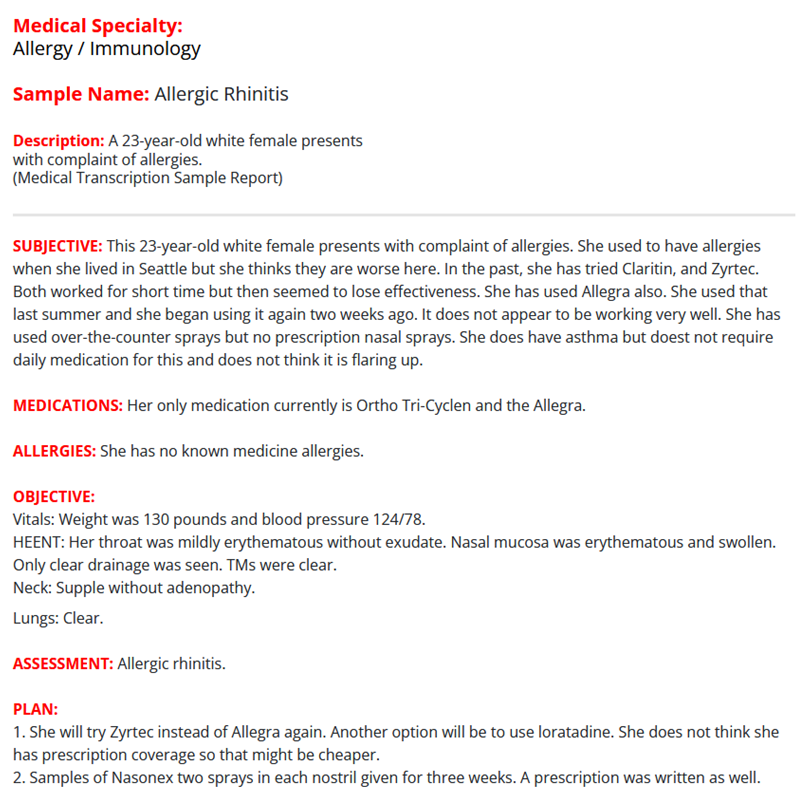 Medical Specialty:
Allergy / Immunology
Sample Name: Allergic Rhinitis
Description: A 23-year-old white female presents
with complaint of allergies.
(Medical Transcription Sample Report)
SUBJECTIVE: This 23-year-old white female presents with complaint of allergies. She used to have allergies
when she lived in Seattle but she thinks they are worse here. In the past, she has tried Claritin, and Zyrtec.
Both worked for short time but then seemed to lose effectiveness. She has used Allegra also. She used that
last summer and she began using it again two weeks ago. It does not appear to be working very well. She has
used over-the-counter sprays but no prescription nasal sprays. She does have asthma but doest not require
daily medication for this and does not think it is flaring up.
MEDICATIONS: Her only medication currently is Ortho Tri-Cyclen and the Allegra.
ALLERGIES: She has no known medicine allergies.
OBJECTIVE:
Vitals: Weight was 130 pounds and blood pressure 124/78.
HEENT: Her throat was mildly erythematous without exudate. Nasal mucosa was erythematous and swollen.
Only clear drainage was seen. TMs were clear.
Neck: Supple without adenopathy.
Lungs: Clear.
ASSESSMENT: Allergic rhinitis.
PLAN:
1. She will try Zyrtec instead of Allegra again. Another option will be to use loratadine. She does not think she
has prescription coverage so that might be cheaper.
2. Samples of Nasonex two sprays in each nostril given for three weeks. A prescription was written as well.